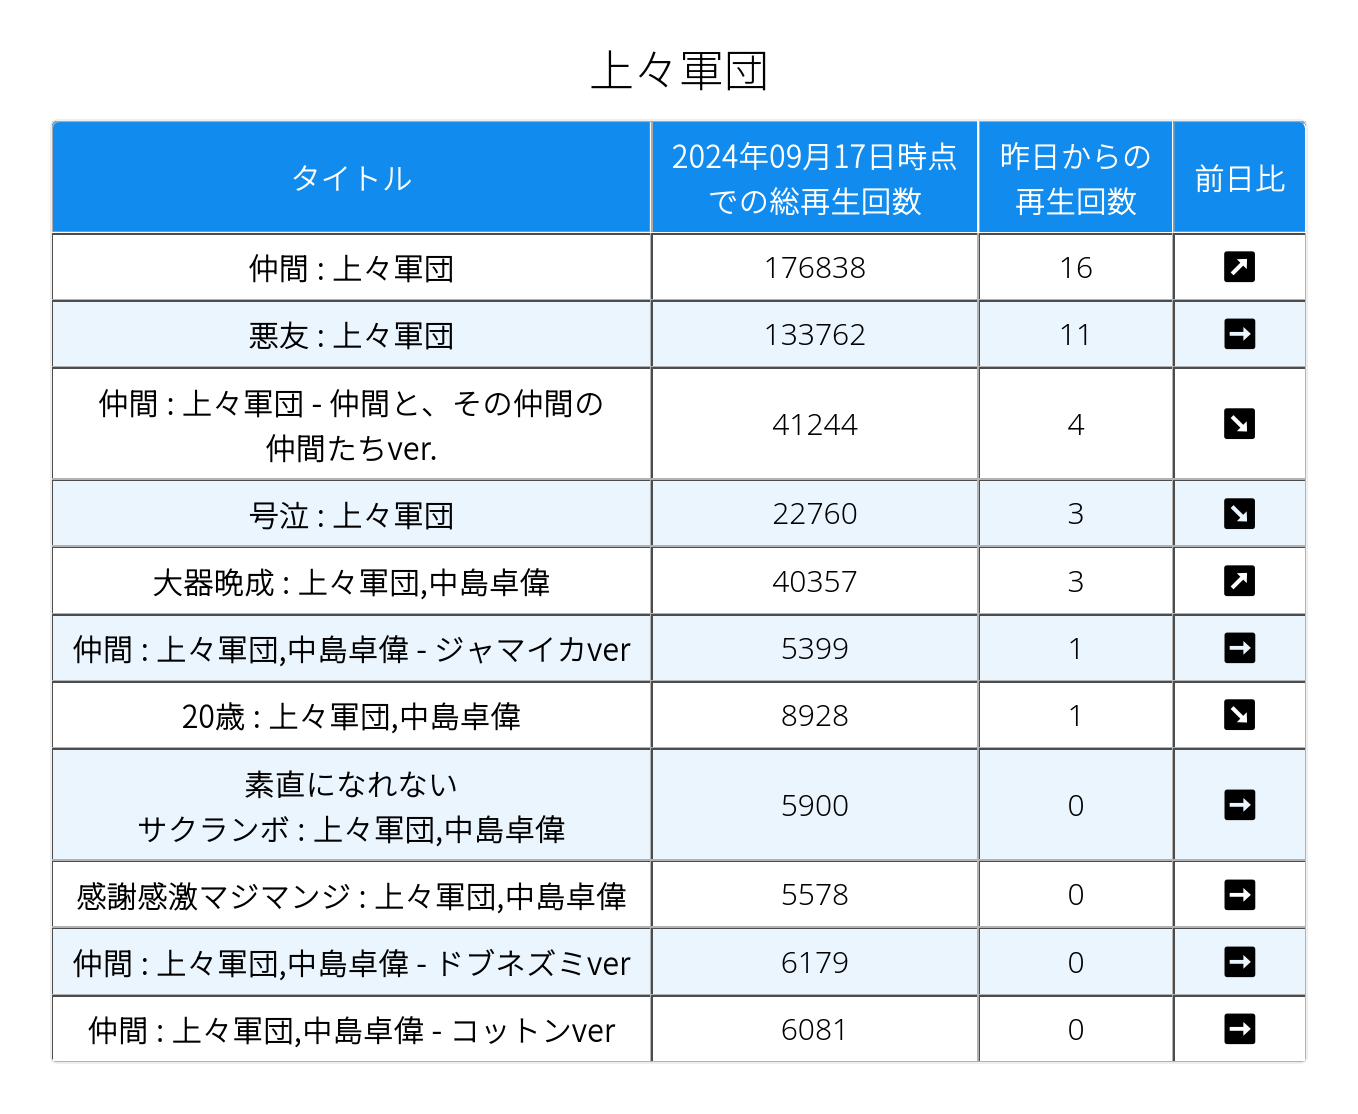 上々軍団
タイトル
2024年09月17日時点
での総再生回数
昨日からの
再生回数
前日比
仲間 : 上々軍団
176838
16
悪友 : 上々軍団
133762
11
仲間 : 上々軍団 - 仲間と、その仲間の
仲間たちver.
41244
4
号泣 : 上々軍団
22760
3
大器晩成 : 上々軍団,中島卓偉
40357
3
仲間 : 上々軍団,中島卓偉 - ジャマイカver
5399
1
20歳 : 上々軍団,中島卓偉
8928
1
素直になれない
サクランボ : 上々軍団,中島卓偉
5900
0
感謝感激マジマンジ : 上々軍団,中島卓偉
5578
0
仲間 : 上々軍団,中島卓偉 - ドブネズミver
6179
0
仲間 : 上々軍団,中島卓偉 - コットンver
6081
0